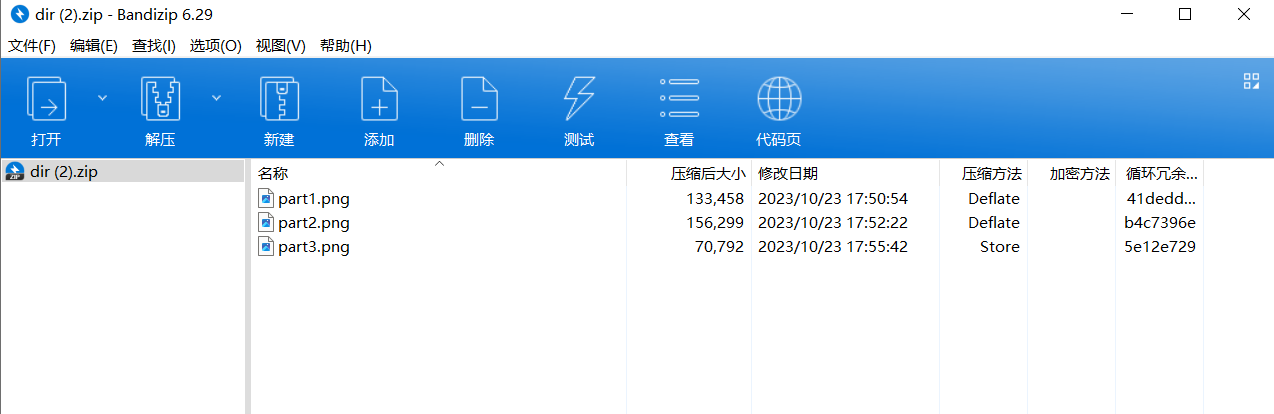 dir (2).zip - Bandizip 6.29
文件(F) 编辑(E) 查找(I) 选项(O) 视图(V) 帮助(H)
打开 解压 新建 添加 删除 测试 查看 代码页
dir (2).zip
名称 压缩后大小 修改日期 压缩方法 加密方法 循环冗余...
part1.png 133,458 2023/10/23 17:50:54 Deflate 41dedd...
part2.png 156,299 2023/10/23 17:52:22 Deflate b4c7396e
part3.png 70,792 2023/10/23 17:55:42 Store 5e12e729